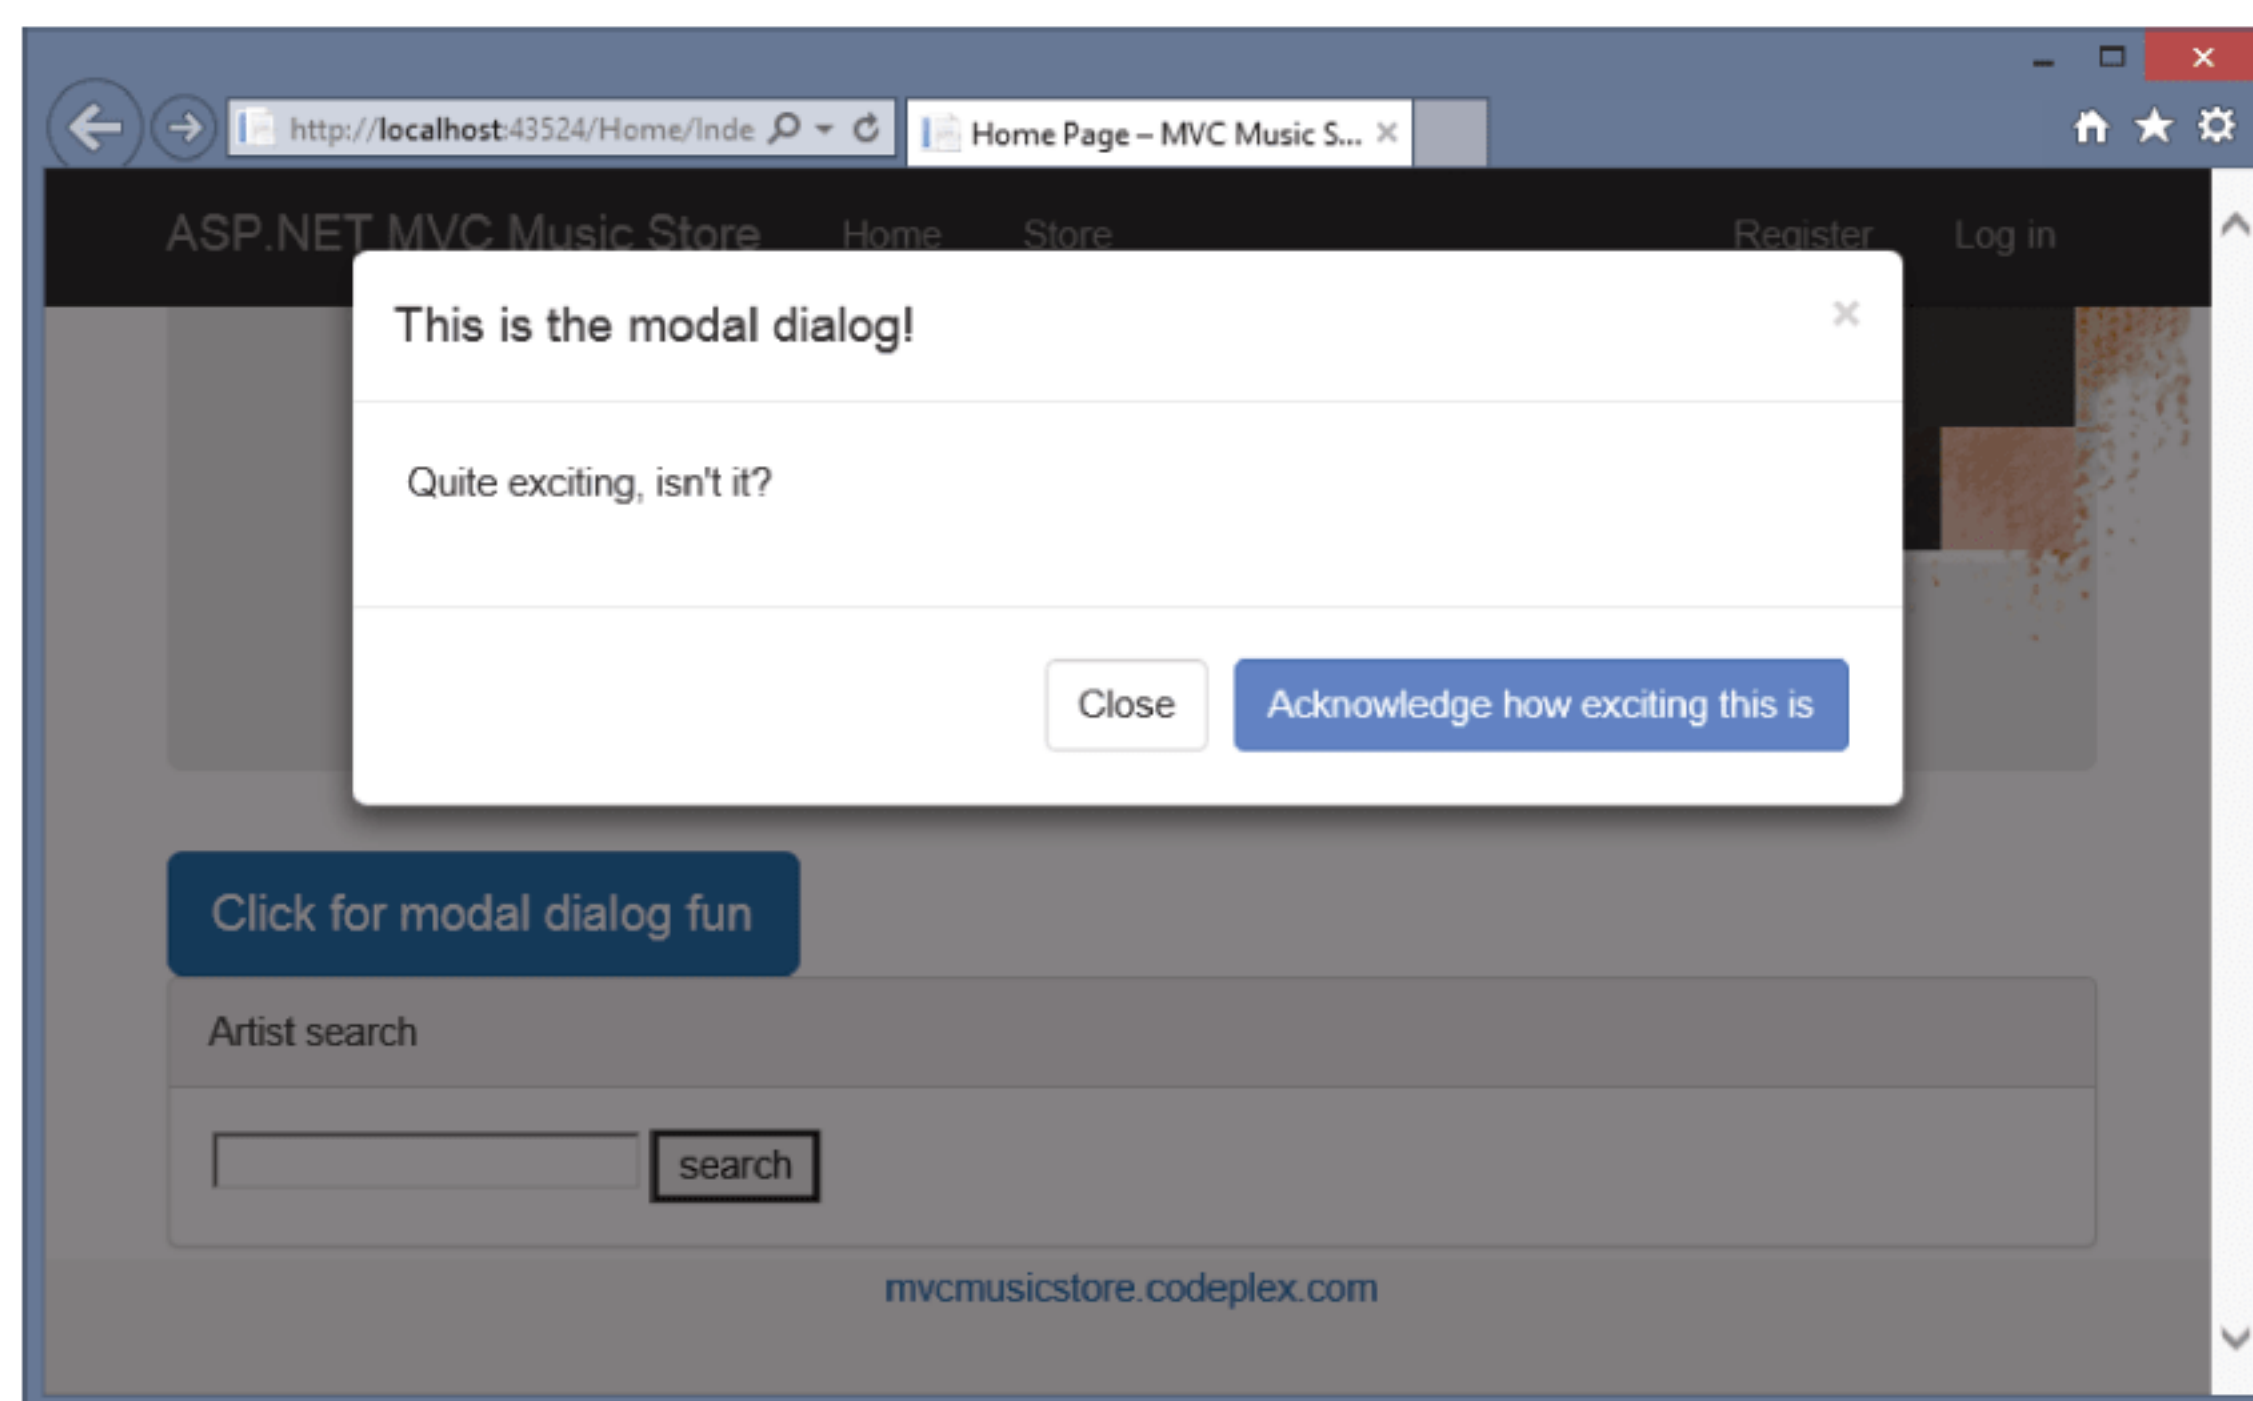 http://localhost:43524/Home/Inde
Home Page – MVC Music S...
ASP.NET MVC Music Store Home Store Register Log in
This is the modal dialog!
Quite exciting, isn't it?
Close Acknowledge how exciting this is
Click for modal dialog fun
Artist search
search
mvcmusicstore.codeplex.com